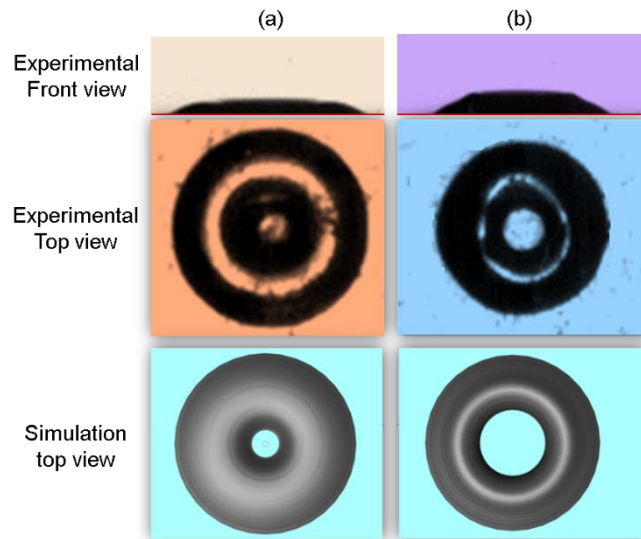 (a)
(b)
Experimental
Front view
Experimental
Top view
Simulation
top view